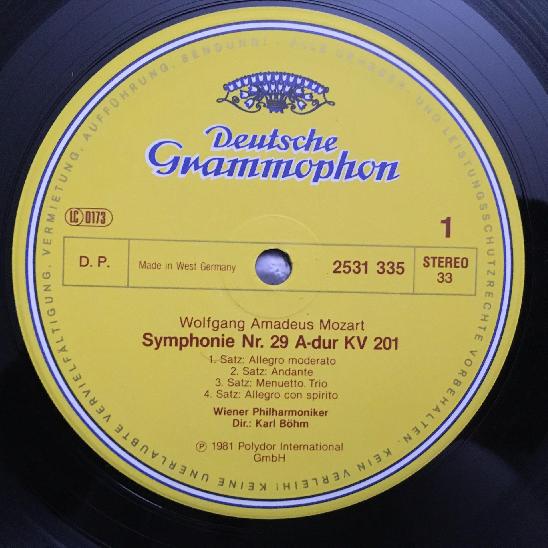 ALLE URHEBER- UND LEISTUNGSSCHUTZRECHTE VORBEHALTEN. KEIN VERLEIH! KEINE UNERLAUBTE VERVIELFÄLTIGUNG, VERMIETUNG, AUFFÜHRUNG, SENDUNG!
Deutsche
Grammophon
LC 0173
1
D. P.
Made in West Germany
2531 335
STEREO
33
Wolfgang Amadeus Mozart
Symphonie Nr. 29 A-dur KV 201
1. Satz: Allegro moderato
2. Satz: Andante
3. Satz: Menuetto. Trio
4. Satz: Allegro con spirito
Wiener Philharmoniker
Dir.: Karl Böhm
Ⓟ 1981 Polydor International
GmbH